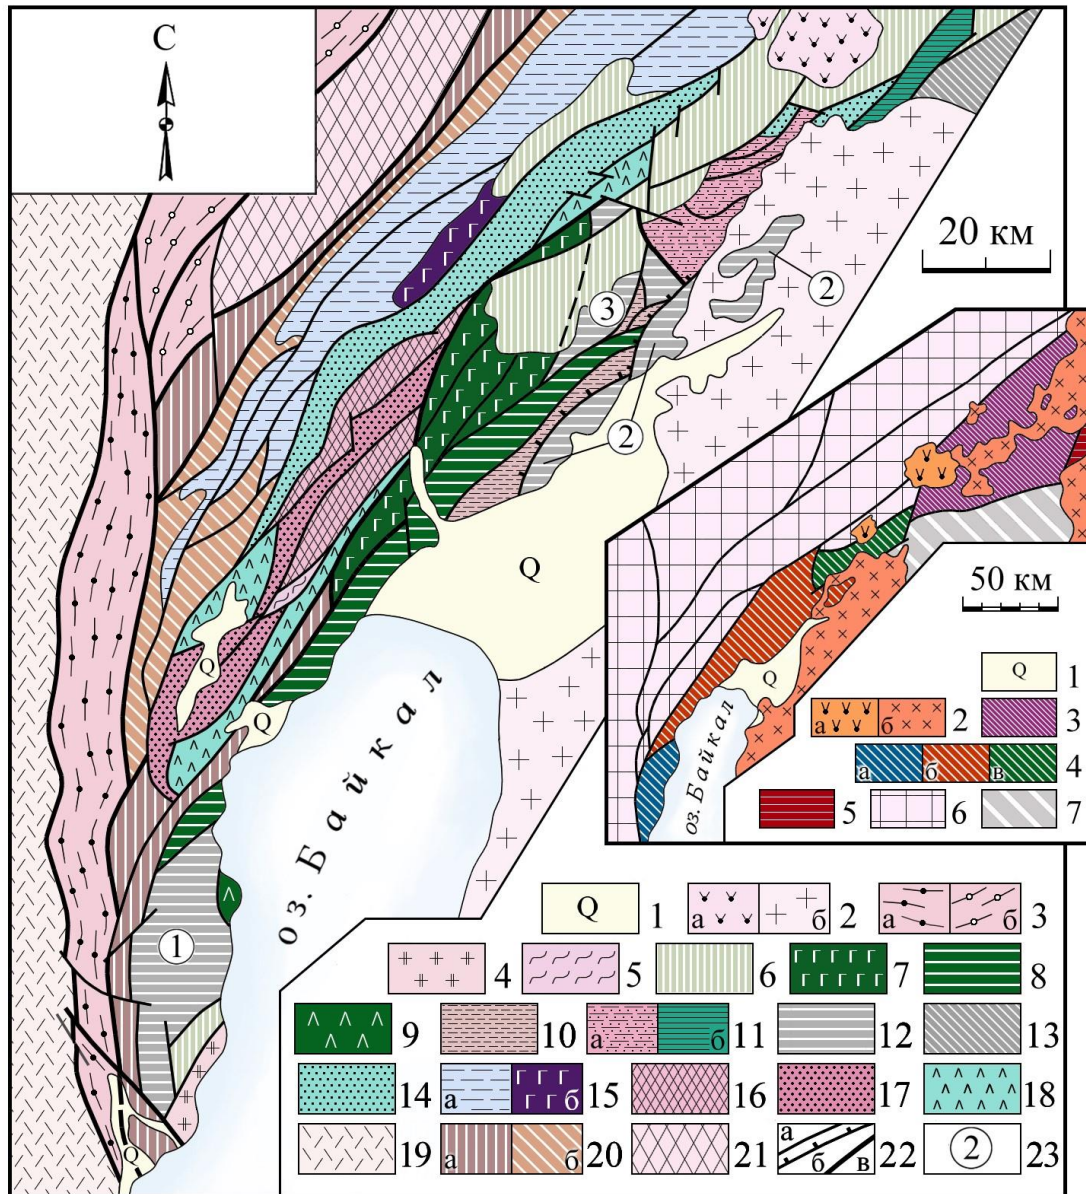 С
20 км
3
2
2
Q
Q
Q
1
Q
оз. Байкал
50 км
Q
оз. Байкал
Q 1
а б 2 3
а б в 4
5 6 7
Q 1 а б 2 а б 3
4 5 6 7 8
9 10 а б 11 12 13
14 а б 15 16 17 18
19 а б 20 21 а б в 22 2 23